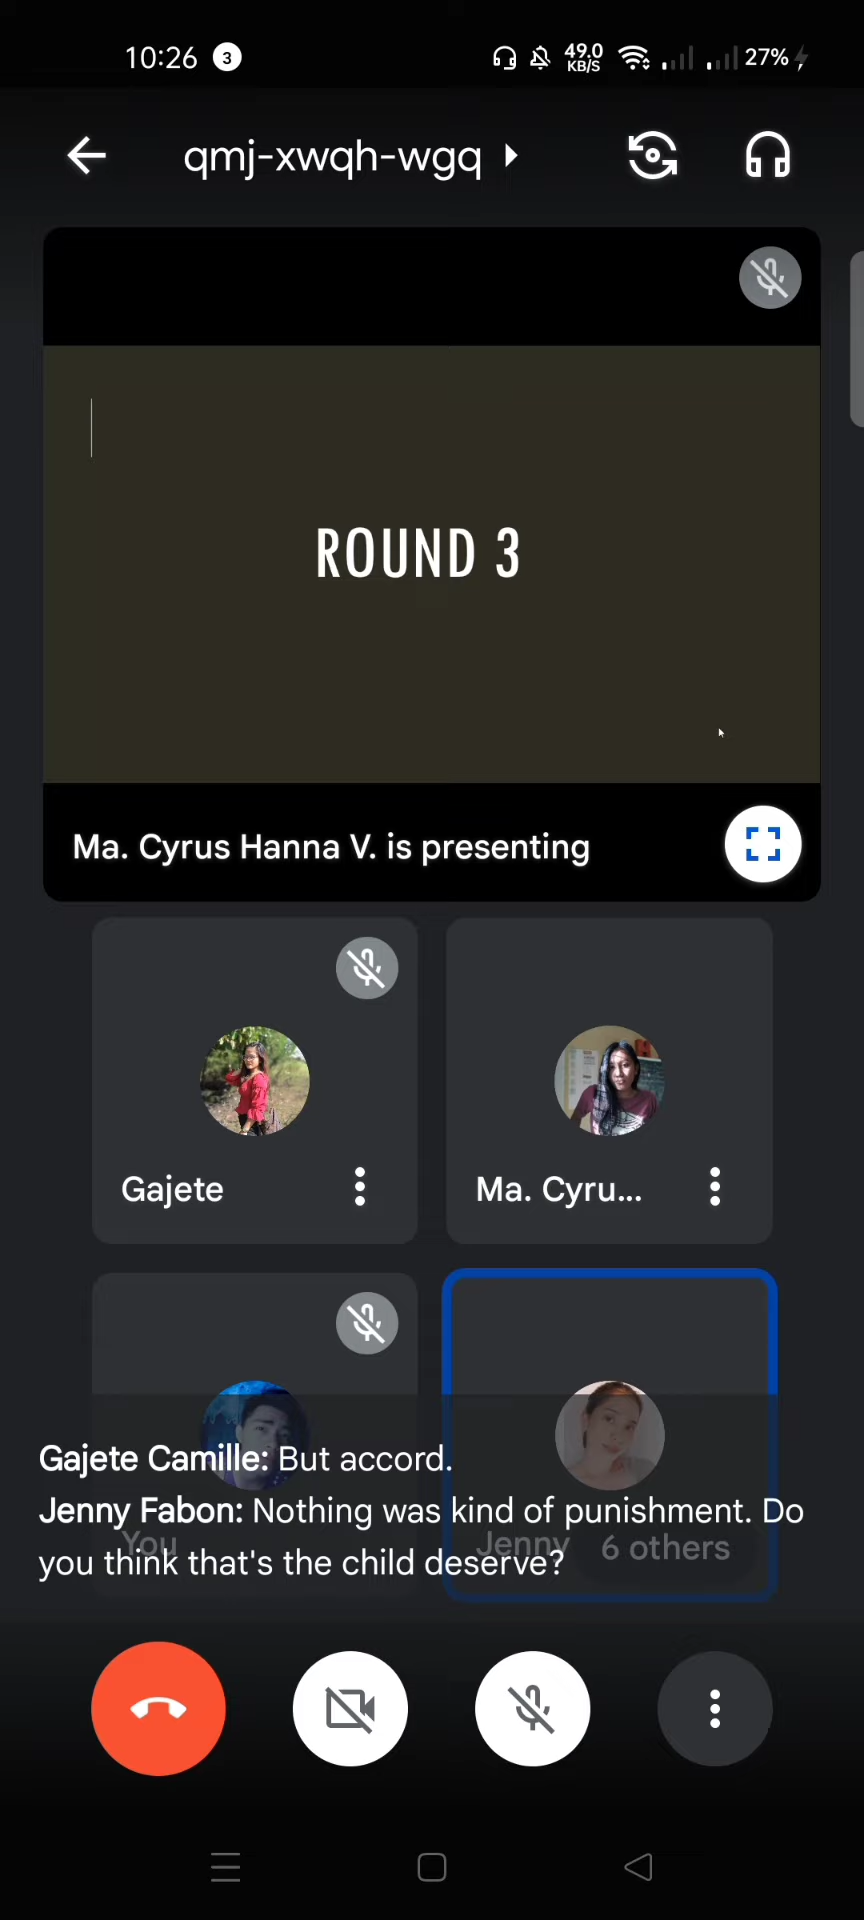 10:26 3 49.0 KB/S 27%
qmj-xwqh-wgq
ROUND 3
Ma. Cyrus Hanna V. is presenting
Gajete
Ma. Cyru...
Gajete Camille: But accord.
Jenny Fabon: Nothing was kind of punishment. Do
you think that's the child deserve?
You
Jenny
6 others